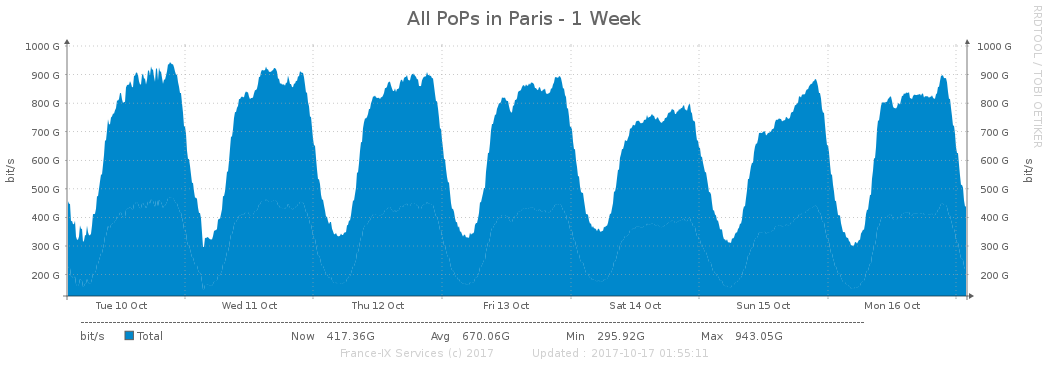 All PoPs in Paris - 1 Week
RRDTOOL / TOBI OETIKER
bit/s
bit/s
1000 G 1000 G
900 G 900 G
800 G 800 G
700 G 700 G
600 G 600 G
500 G 500 G
400 G 400 G
300 G 300 G
200 G 200 G
Tue 10 Oct Wed 11 Oct Thu 12 Oct Fri 13 Oct Sat 14 Oct Sun 15 Oct Mon 16 Oct
bit/s Total Now 417.36G Avg 670.06G Min 295.92G Max 943.05G
France-IX Services (c) 2017 Updated : 2017-10-17 01:55:11